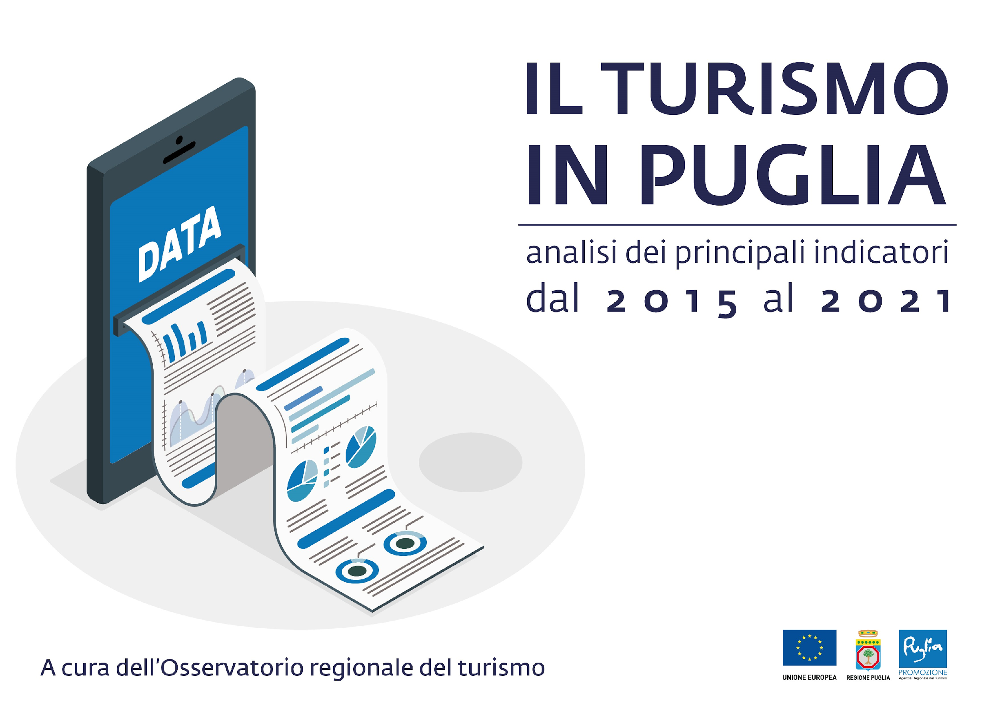 IL TURISMO
IN PUGLIA
analisi dei principali indicatori
dal 2015 al 2021
DATA
A cura dell'Osservatorio regionale del turismo
UNIONE EUROPEA
REGIONE PUGLIA
Puglia
PROMOZIONE
Agenzia Regionale del Turismo